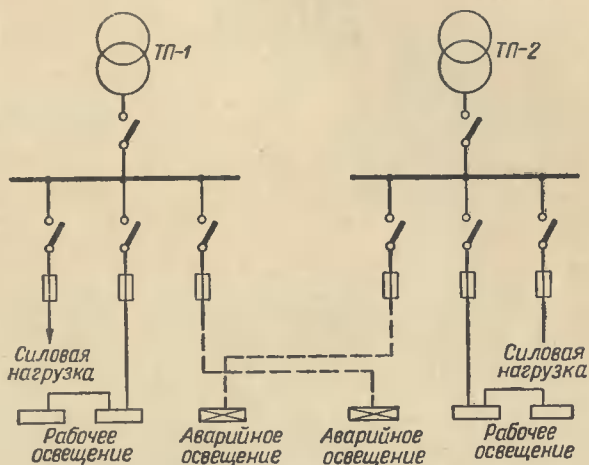 ТП-1
ТП-2
Силовая
нагрузка
Силовая
нагрузка
Рабочее
освещение
Аварийное
освещение
Аварийное
освещение
Рабочее
освещение